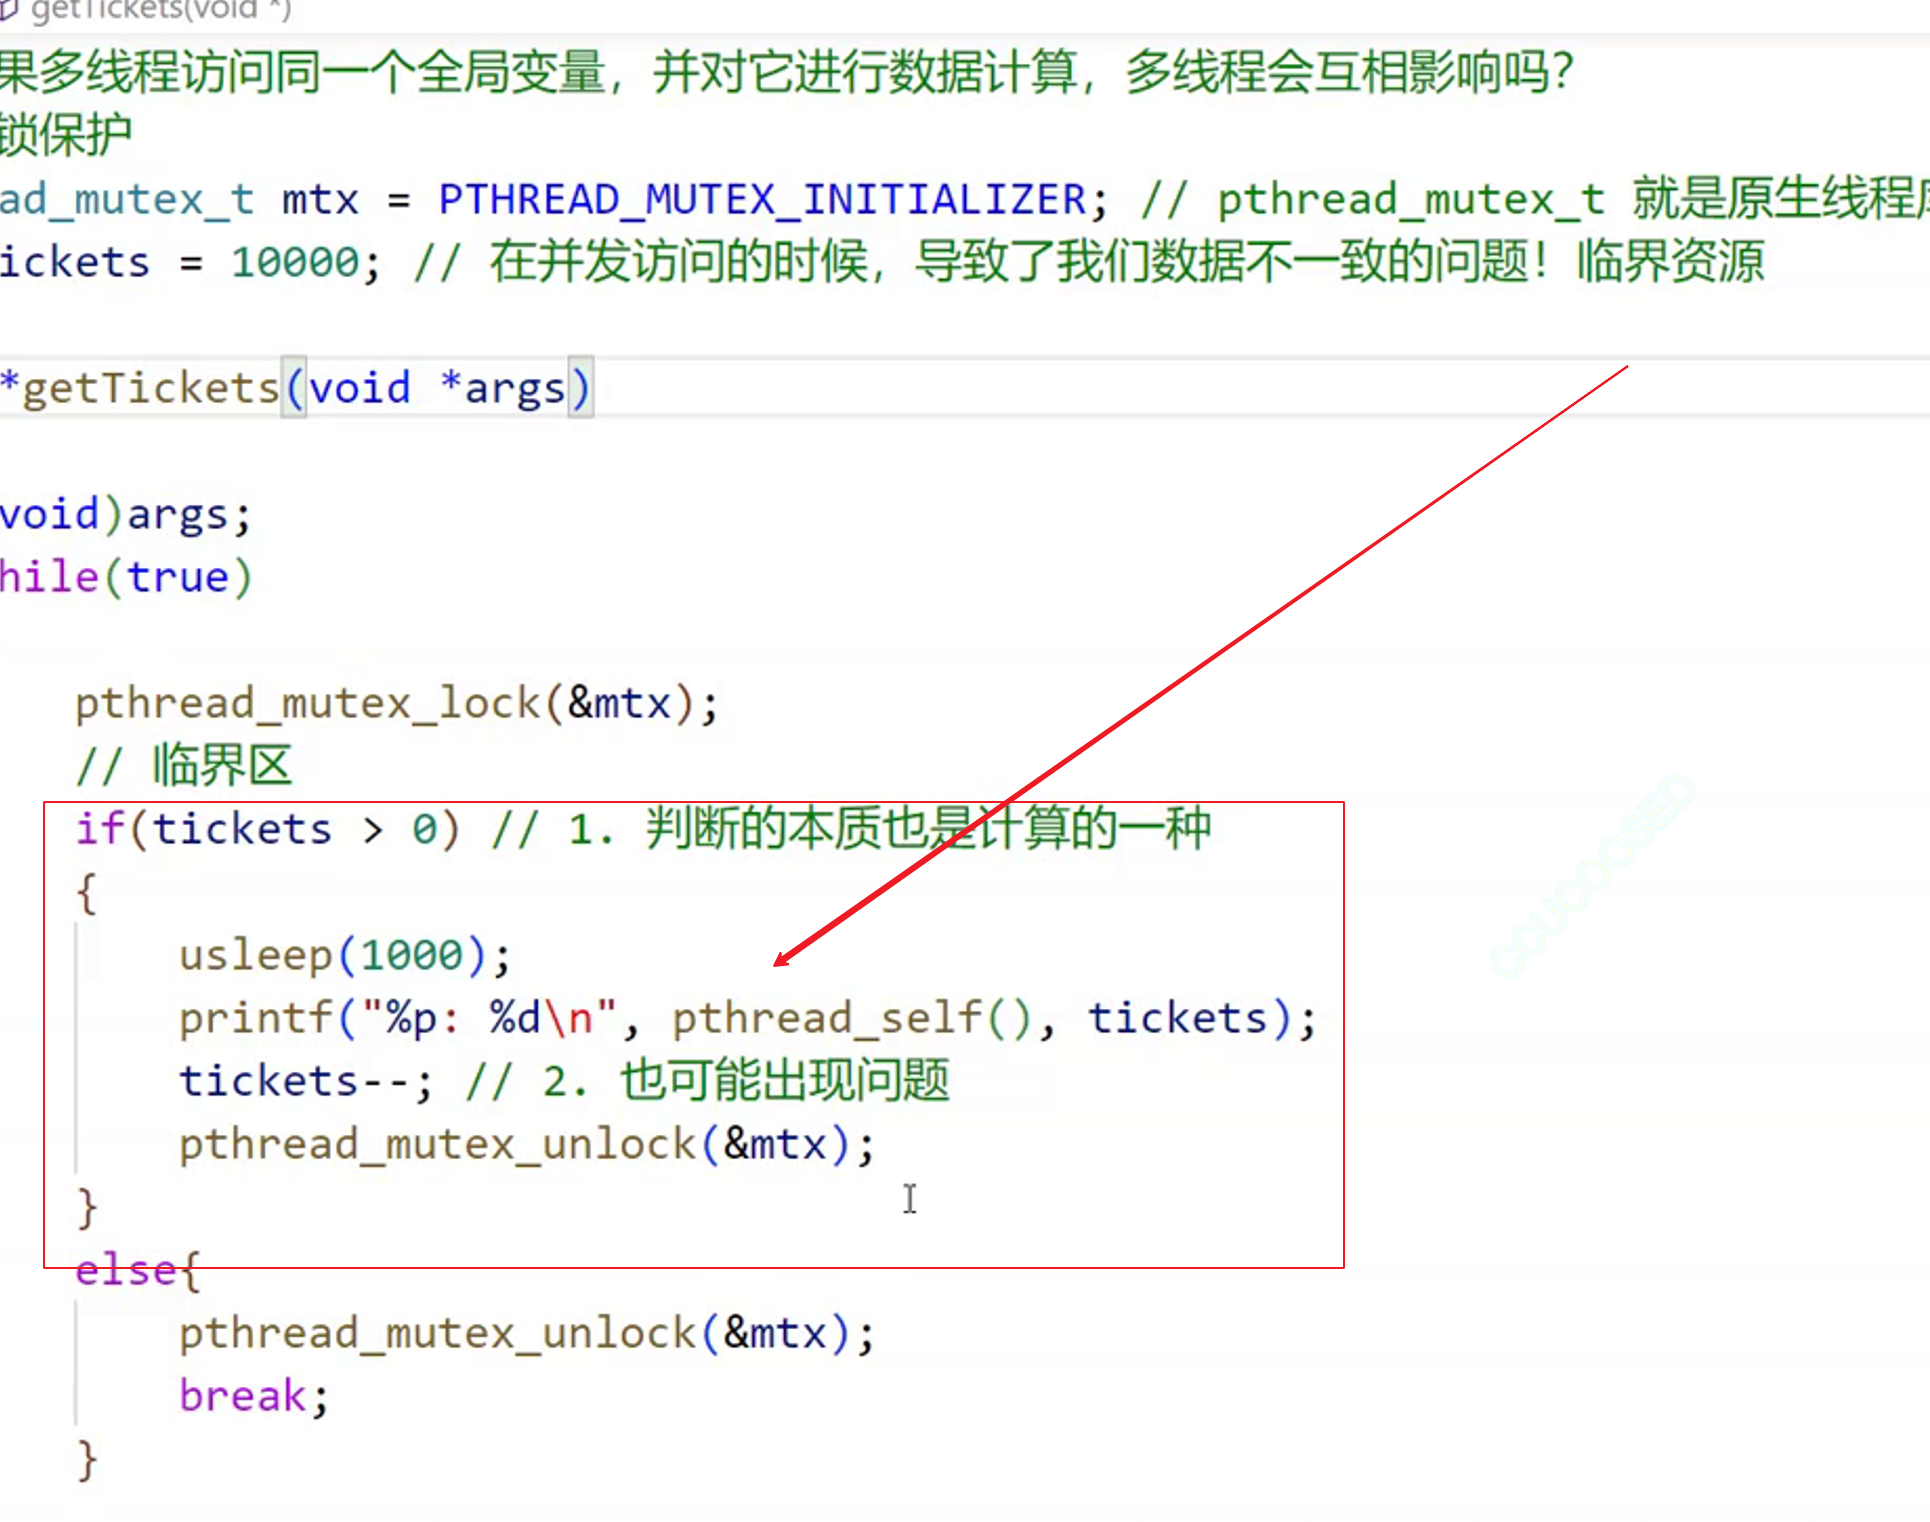 getTickets(void *)
果多线程访问同一个全局变量，并对它进行数据计算，多线程会互相影响吗？
锁保护
ad_mutex_t mtx = PTHREAD_MUTEX_INITIALIZER; // pthread_mutex_t 就是原生线程库
ickets = 10000; // 在并发访问的时候，导致了我们数据不一致的问题！临界资源
*getTickets(void *args)
void)args;
hile(true)
pthread_mutex_lock(&mtx);
// 临界区
if(tickets > 0) // 1. 判断的本质也是计算的一种
{
usleep(1000);
printf("%p: %d\n", pthread_self(), tickets);
tickets--; // 2. 也可能出现问题
pthread_mutex_unlock(&mtx);
}
else{
pthread_mutex_unlock(&mtx);
break;
}